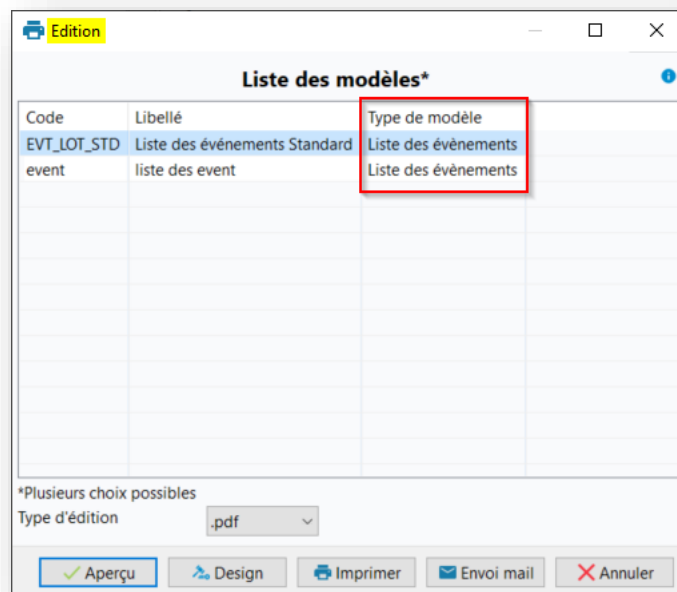 Edition
Liste des modèles*
Code Libellé Type de modèle
EVT_LOT_STD Liste des événements Standard Liste des évènements
event liste des event Liste des évènements
*Plusieurs choix possibles
Type d'édition .pdf
Aperçu Design Imprimer Envoi mail Annuler